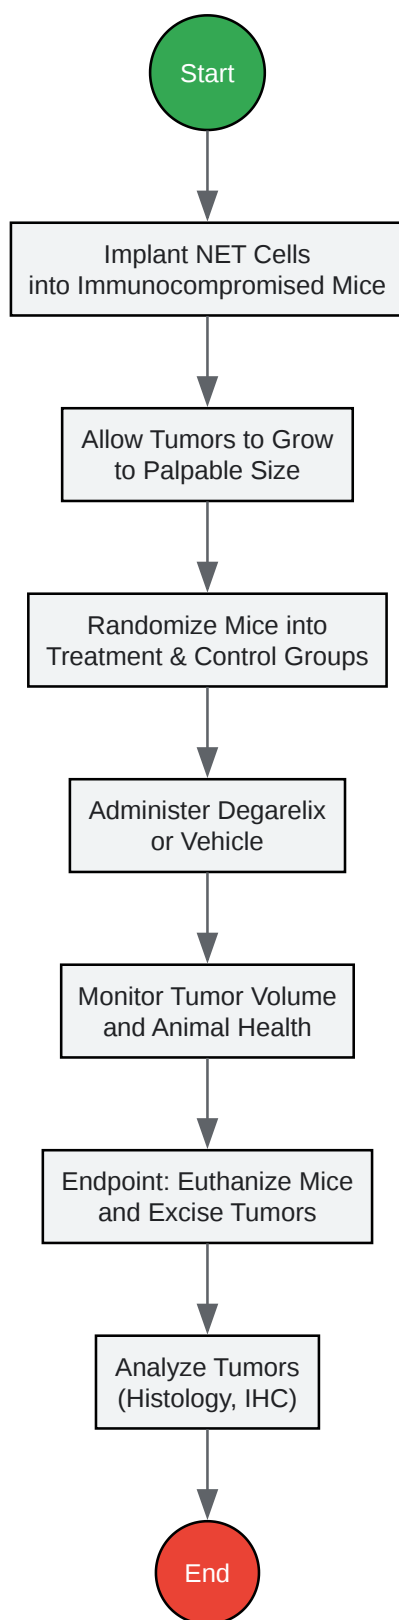 Start
Implant NET Cells
into Immunocompromised Mice
Allow Tumors to Grow
to Palpable Size
Randomize Mice into
Treatment & Control Groups
Administer Degarelix
or Vehicle
Monitor Tumor Volume
and Animal Health
Endpoint: Euthanize Mice
and Excise Tumors
Analyze Tumors
(Histology, IHC)
End